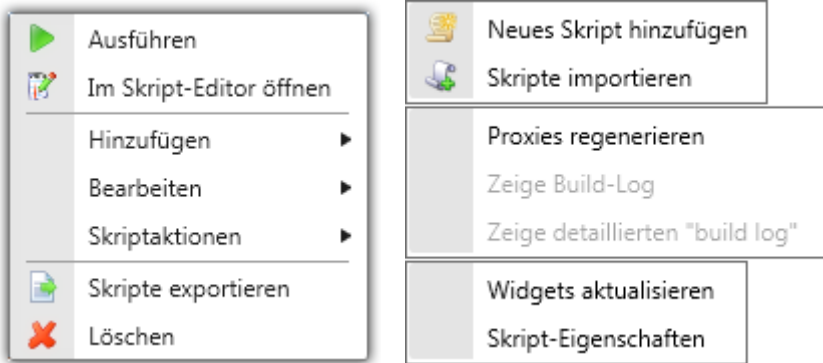 Ausführen
Im Skript-Editor öffnen
Hinzufügen
Bearbeiten
Skriptaktionen
Skripte exportieren
Löschen
Neues Skript hinzufügen
Skripte importieren
Proxies regenerieren
Zeige Build-Log
Zeige detaillierten "build log"
Widgets aktualisieren
Skript-Eigenschaften